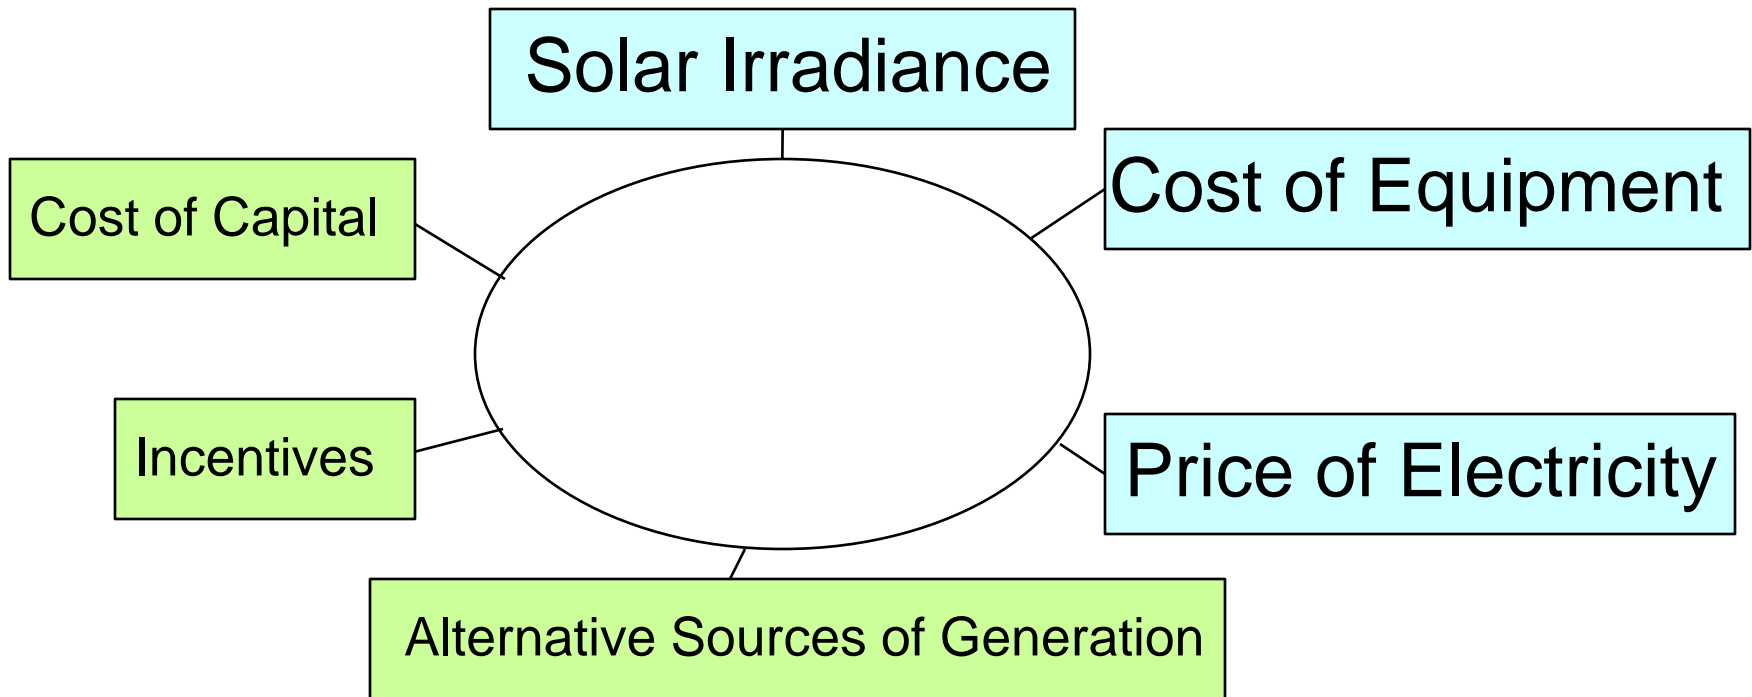 Solar Irradiance
Cost of Equipment
Cost of Capital
Incentives
Price of Electricity
Alternative Sources of Generation